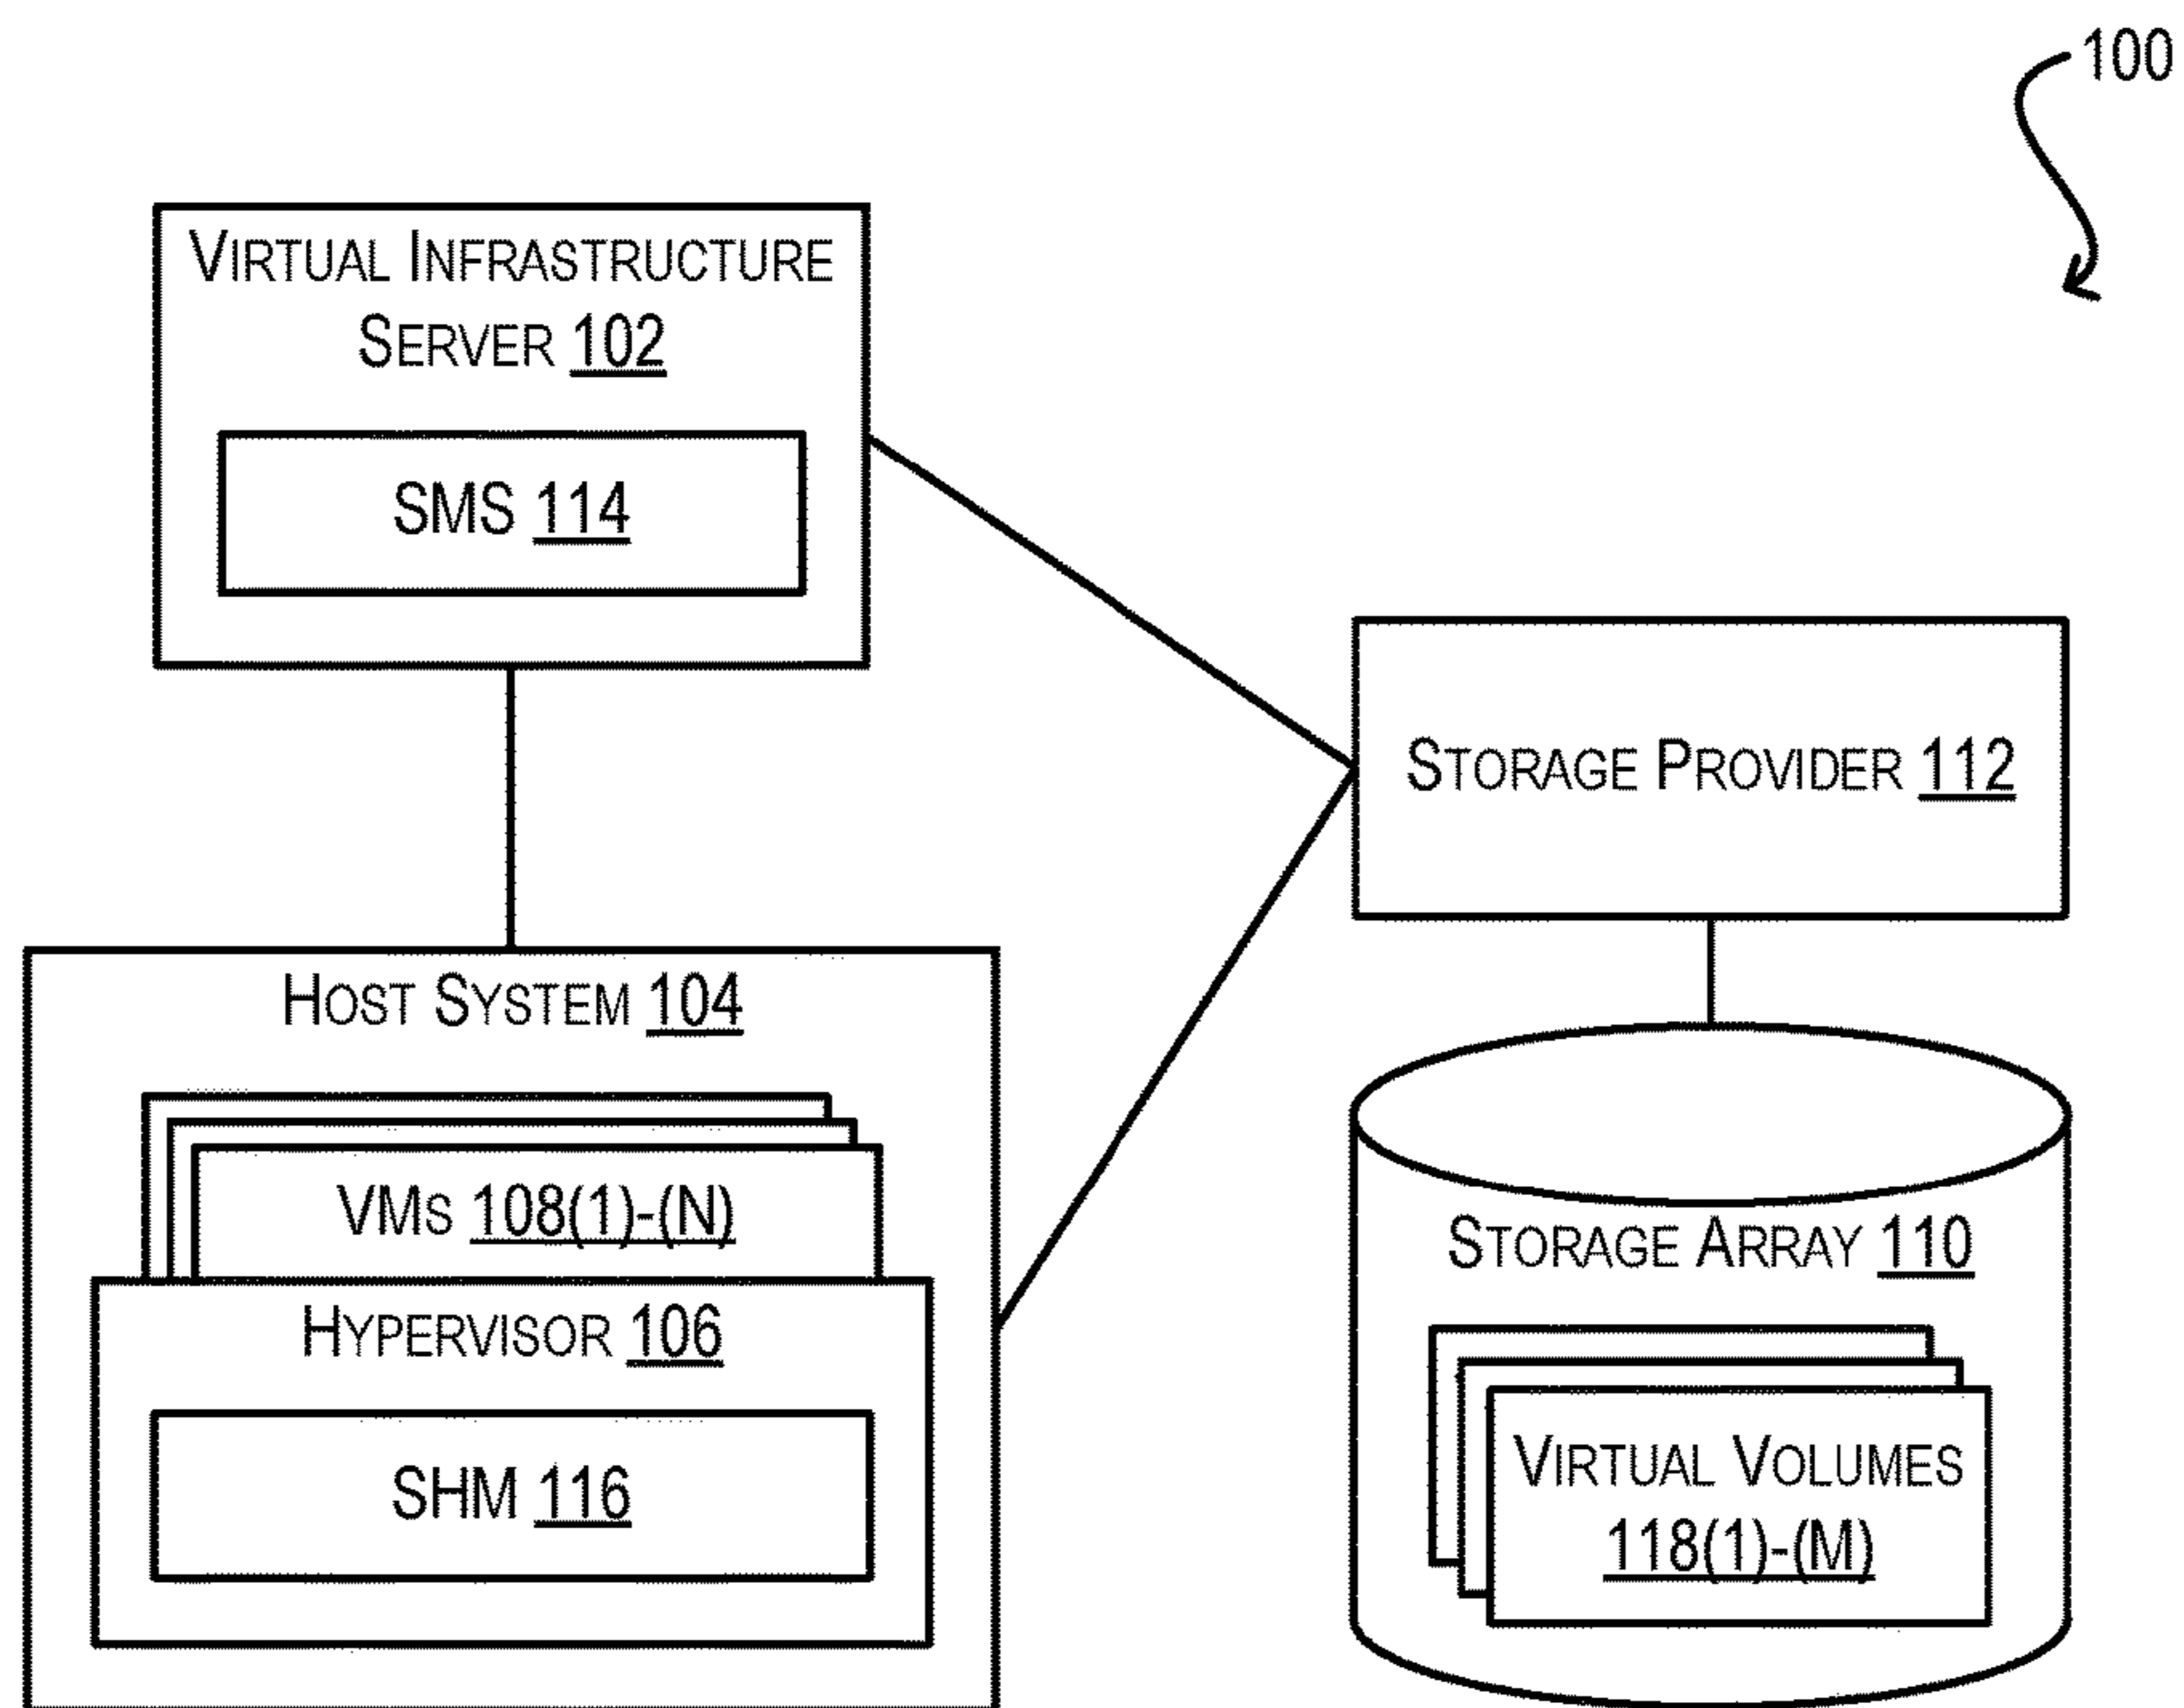 100
VIRTUAL INFRASTRUCTURE
SERVER 102
SMS 114
STORAGE PROVIDER 112
HOST SYSTEM 104
VMS 108(1)-(N)
HYPERVISOR 106
SHM 116
STORAGE ARRAY 110
VIRTUAL VOLUMES
118(1)-(M)